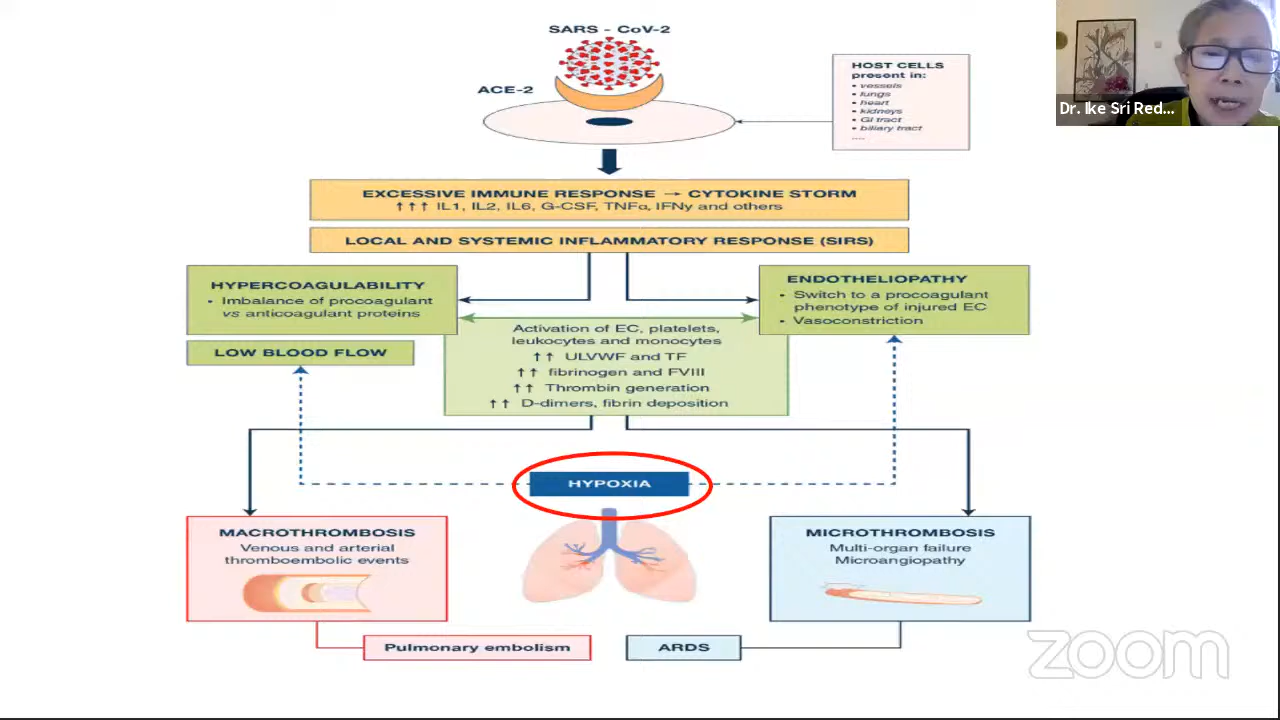 SARS - CoV-2
ACE-2
HOST CELLS
present in:
• vessels
• lungs
• heart
• kidneys
• GI tract
• biliary tract
....
Dr. Ike Sri Red...
EXCESSIVE IMMUNE RESPONSE → CYTOKINE STORM
↑↑↑ IL1, IL2, IL6, G-CSF, TNFα, IFNγ and others
LOCAL AND SYSTEMIC INFLAMMATORY RESPONSE (SIRS)
HYPERCOAGULABILITY
• Imbalance of procoagulant
vs anticoagulant proteins
LOW BLOOD FLOW
ENDOTHELIOPATHY
• Switch to a procoagulant
phenotype of injured EC
• Vasoconstriction
Activation of EC, platelets,
leukocytes and monocytes
↑↑ ULVWF and TF
↑↑ fibrinogen and FVIII
↑↑ Thrombin generation
↑↑ D-dimers, fibrin deposition
HYPOXIA
MACROTHROMBOSIS
Venous and arterial
thromboembolic events
MICROTHROMBOSIS
Multi-organ failure
Microangiopathy
Pulmonary embolism
ARDS
zoom